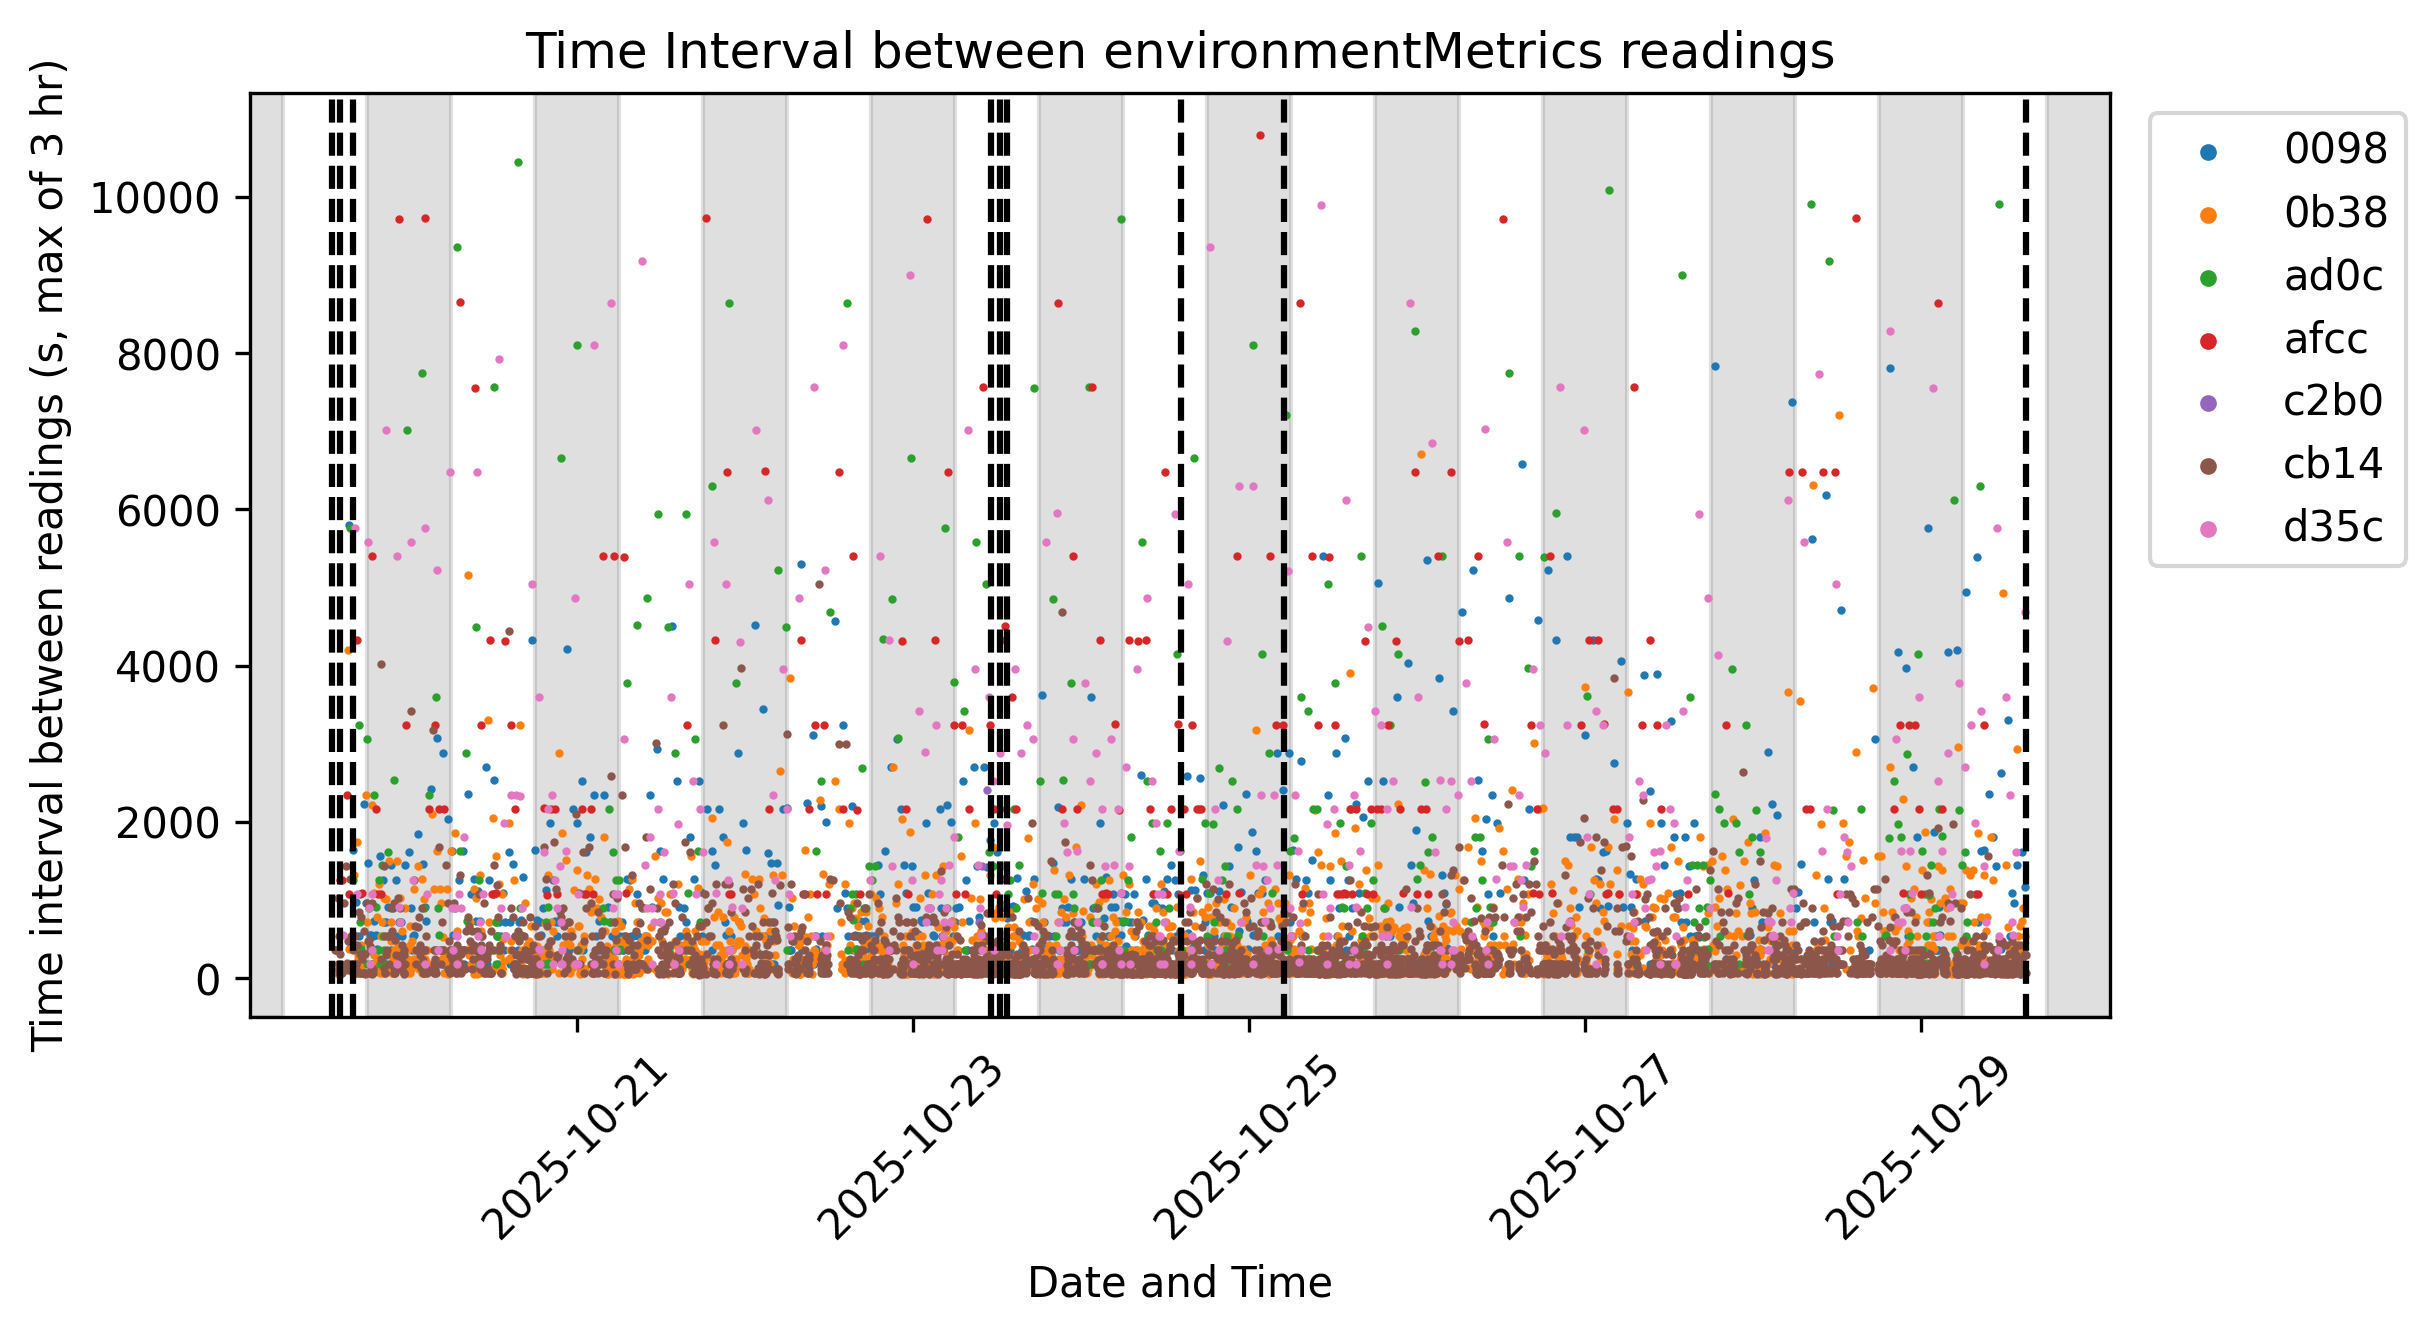 Time Interval between environmentMetrics readings
Time interval between readings (s, max of 3 hr)
10000
8000
6000
4000
2000
0
2025-10-21
2025-10-23
2025-10-25
2025-10-27
2025-10-29
Date and Time
0098
0b38
ad0c
afcc
c2b0
cb14
d35c